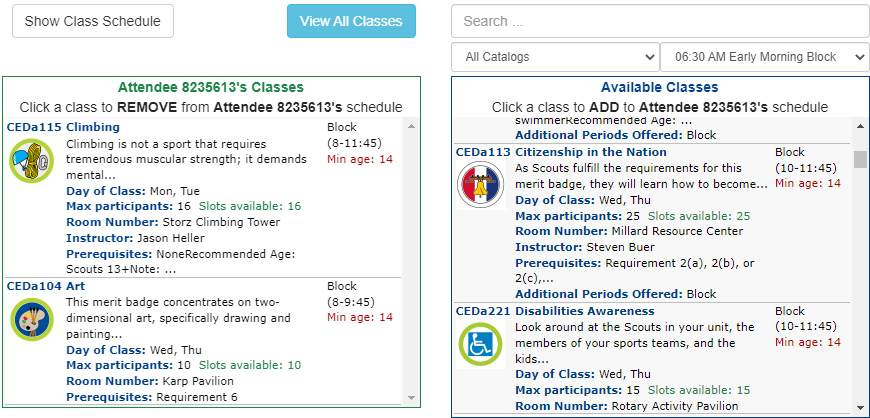 Show Class Schedule
View All Classes
Attendee 8235613's Classes
Click a class to REMOVE from Attendee 8235613's schedule
CEDa115 Climbing
Block
(8-11:45)
Min age: 14
Climbing is not a sport that requires
tremendous muscular strength; it demands
mental...
Day of Class: Mon, Tue
Max participants: 16 Slots available: 16
Room Number: Storz Climbing Tower
Instructor: Jason Heller
Prerequisites: NoneRecommended Age:
Scouts 13+Note: ...
CEDa104 Art
Block
(8-9:45)
Min age: 14
This merit badge concentrates on two-
dimensional art, specifically drawing and
painting...
Day of Class: Wed, Thu
Max participants: 10 Slots available: 10
Room Number: Karp Pavilion
Prerequisites: Requirement 6
Search ...
All Catalogs
06:30 AM Early Morning Block
Available Classes
Click a class to ADD to Attendee 8235613's schedule
swimmerRecommended Age: ...
Additional Periods Offered: Block
CEDa113 Citizenship in the Nation
Block
(10-11:45)
Min age: 14
As Scouts fulfill the requirements for this
merit badge, they will learn how to become...
Day of Class: Wed, Thu
Max participants: 25 Slots available: 25
Room Number: Millard Resource Center
Instructor: Steven Buer
Prerequisites: Requirement 2(a), 2(b), or
2(c),...
Additional Periods Offered: Block
CEDa221 Disabilities Awareness
Block
(10-11:45)
Min age: 14
Look around at the Scouts in your unit, the
members of your sports teams, and the
kids...
Day of Class: Wed, Thu
Max participants: 15 Slots available: 15
Room Number: Rotary Activity Pavilion